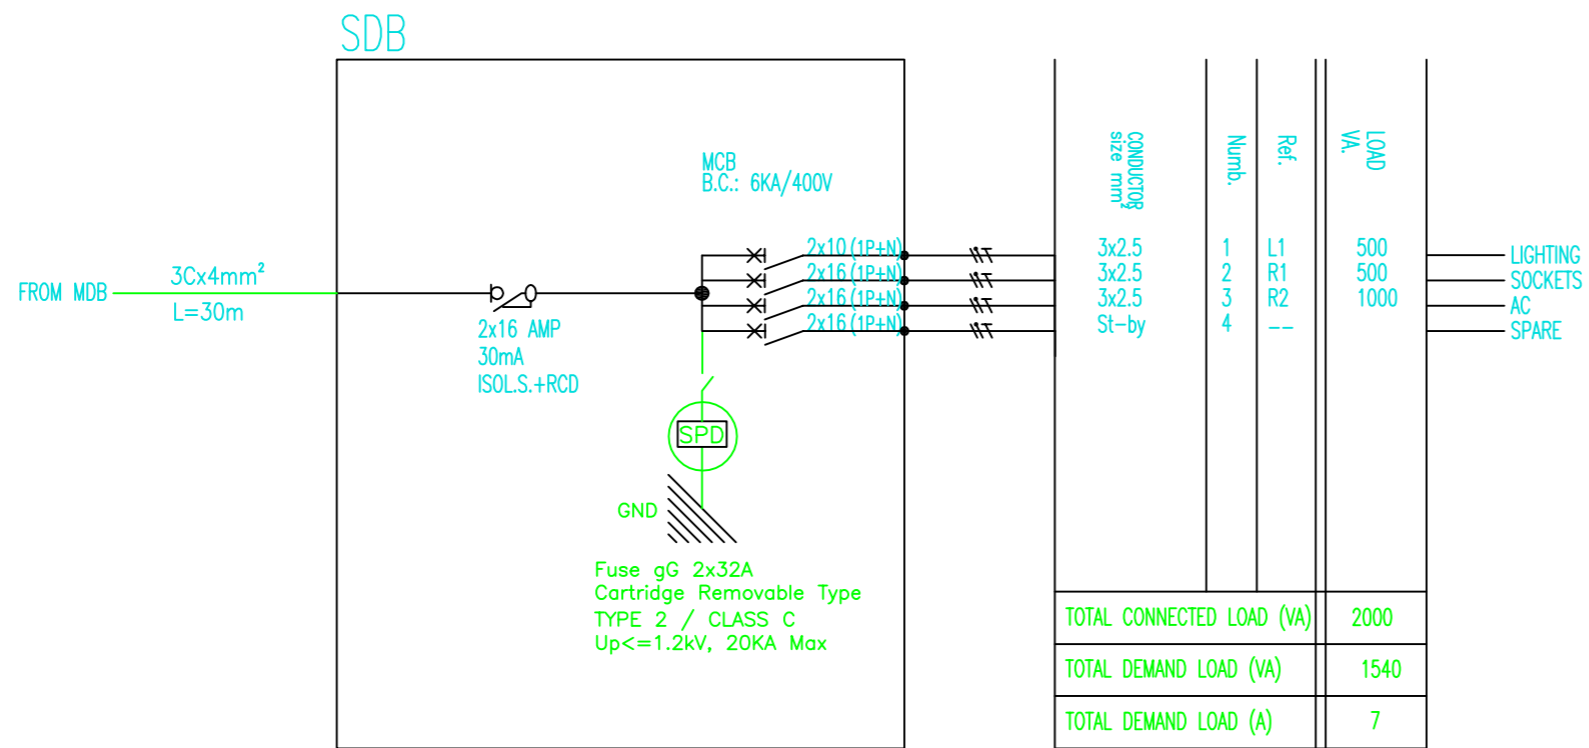 SDB
MCB
B.C.: 6KA/400V
FROM MDB
3Cx4mm²
L=30m
2x16 AMP
30mA
ISOL.S.+RCD
2x10(1P+N)
2x16(1P+N)
2x16(1P+N)
2x16(1P+N)
SPD
GND
Fuse gG 2x32A
Cartridge Removable Type
TYPE 2 / CLASS C
Up<=1.2kV, 20KA Max
CONDUCTOR
size mm²
Numb.
Ref.
LOAD
VA.
3x2.5 1 L1 500 LIGHTING
3x2.5 2 R1 500 SOCKETS
3x2.5 3 R2 1000 AC
St-by 4 -- SPARE
TOTAL CONNECTED LOAD (VA) 2000
TOTAL DEMAND LOAD (VA) 1540
TOTAL DEMAND LOAD (A) 7